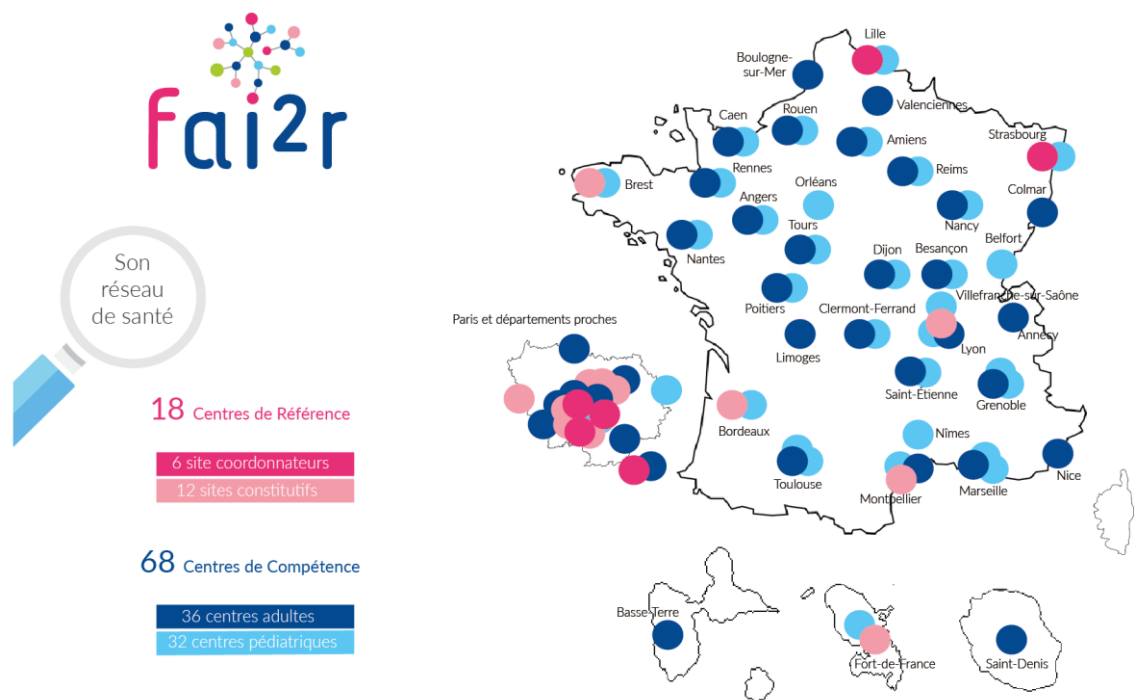 fai2r
Son
réseau
de santé
18 Centres de Référence
6 site coordonnateurs
12 sites constitutifs
68 Centres de Compétence
36 centres adultes
32 centres pédiatriques
Lille
Boulogne-
sur-Mer
Valenciennes
Rouen
Caen
Amiens
Strasbourg
Reims
Rennes
Brest
Orléans
Colmar
Angers
Nancy
Tours
Belfort
Nantes
Dijon
Besançon
Villefranche-sur-Saône
Poitiers
Clermont-Ferrand
Annecy
Paris et départements proches
Limoges
Lyon
Saint-Étienne
Grenoble
Bordeaux
Nîmes
Toulouse
Montpellier
Marseille
Nice
Basse-Terre
Fort-de-France
Saint-Denis